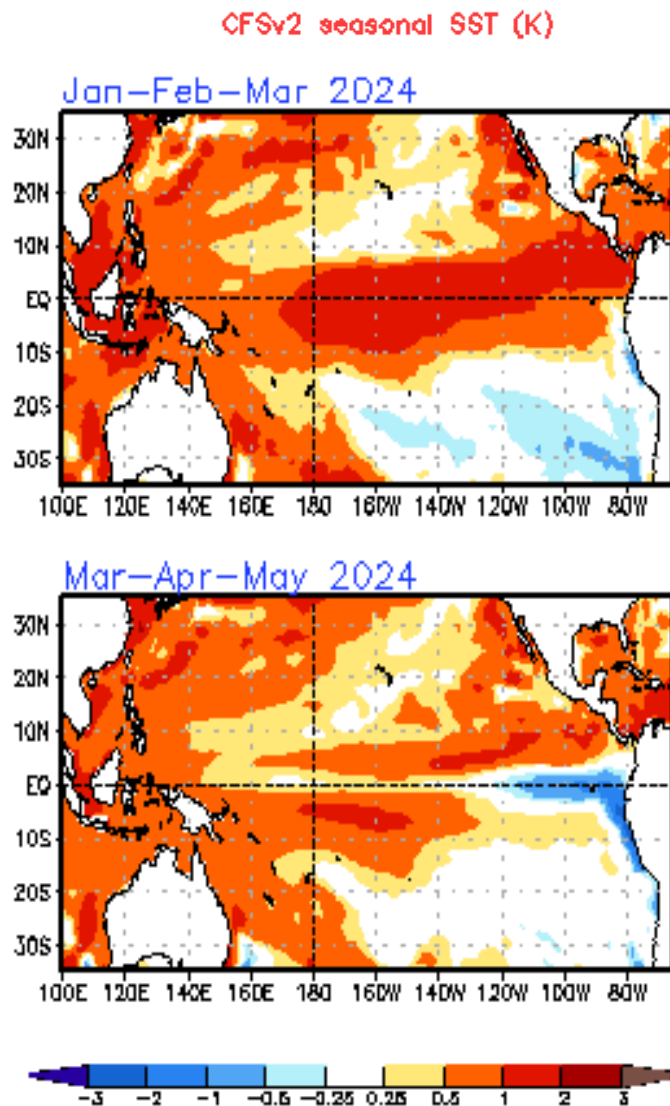 CFSv2 seasonal SST (K)
Jan-Feb-Mar 2024
30N
20N
10N
EQ
10S
20S
30S
100E 120E 140E 160E 180 160W 140W 120W 100W 80W
Mar-Apr-May 2024
30N
20N
10N
EQ
10S
20S
30S
100E 120E 140E 160E 180 160W 140W 120W 100W 80W
-3 -2 -1 -0.5 -0.25 0.25 0.5 1 2 3